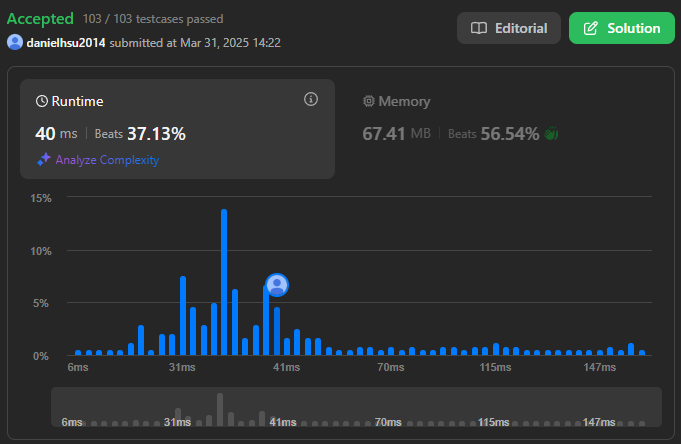 Accepted 103 / 103 testcases passed
danielhsu2014 submitted at Mar 31, 2025 14:22
Editorial
Solution
Runtime
40 ms | Beats 37.13%
Analyze Complexity
Memory
67.41 MB | Beats 56.54%
15%
10%
5%
0%
6ms 31ms 41ms 70ms 115ms 147ms
6ms 31ms 41ms 70ms 115ms 147ms